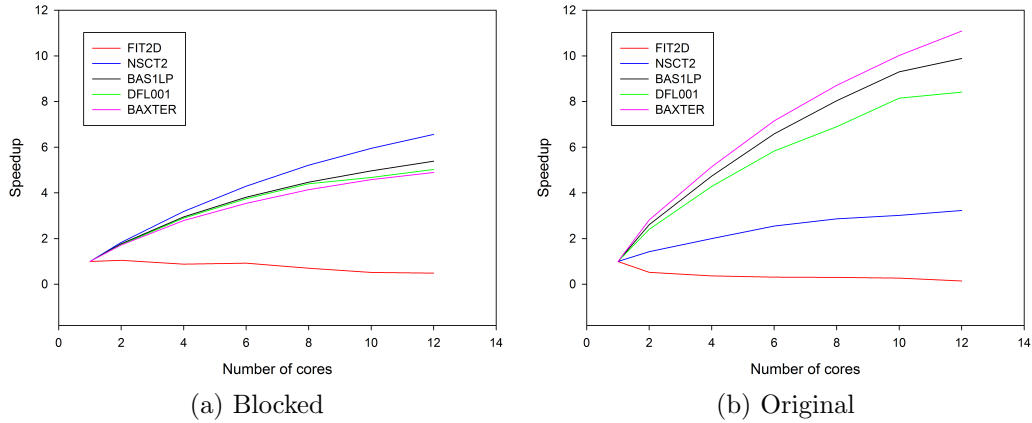 12
10
8
6
4
2
0
Speedup
FIT2D
NSCT2
BAS1LP
DFL001
BAXTER
0 2 4 6 8 10 12 14
Number of cores
(a) Blocked
12
10
8
6
4
2
0
Speedup
FIT2D
NSCT2
BAS1LP
DFL001
BAXTER
0 2 4 6 8 10 12 14
Number of cores
(b) Original